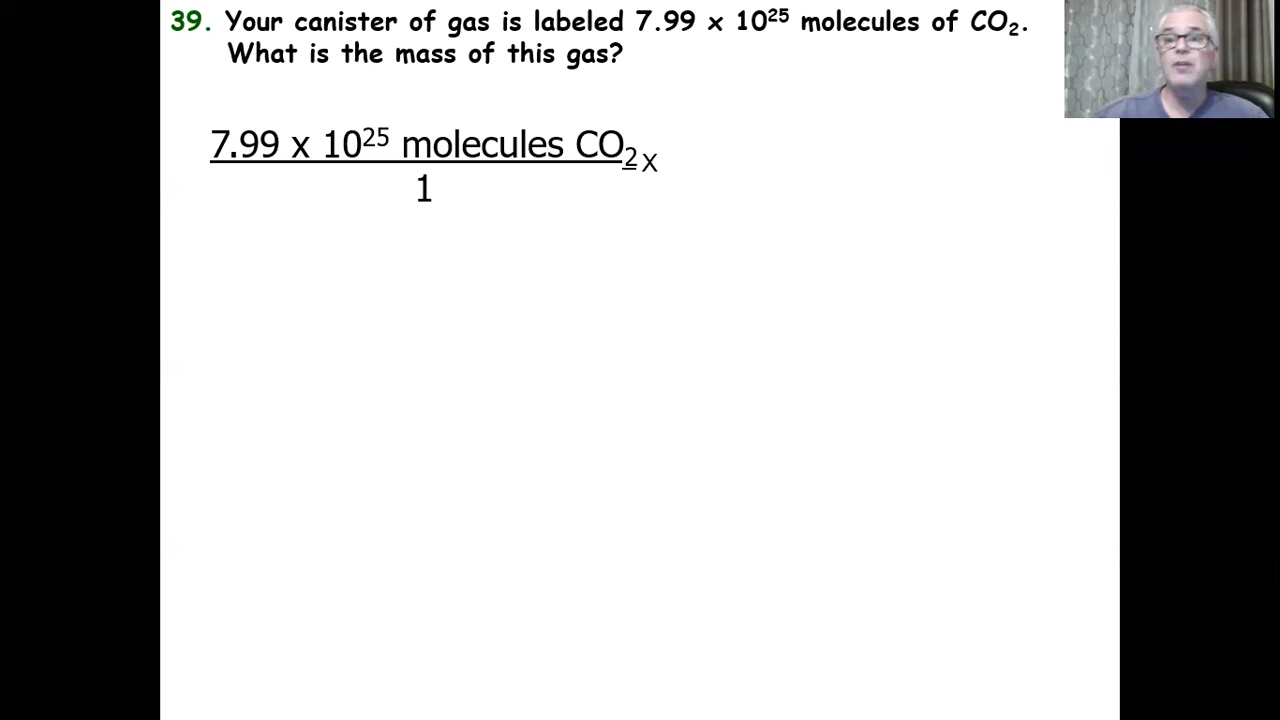 39. Your canister of gas is labeled 7.99 x 10²⁵ molecules of CO₂.
What is the mass of this gas?
7.99 x 10²⁵ molecules CO₂ x
1